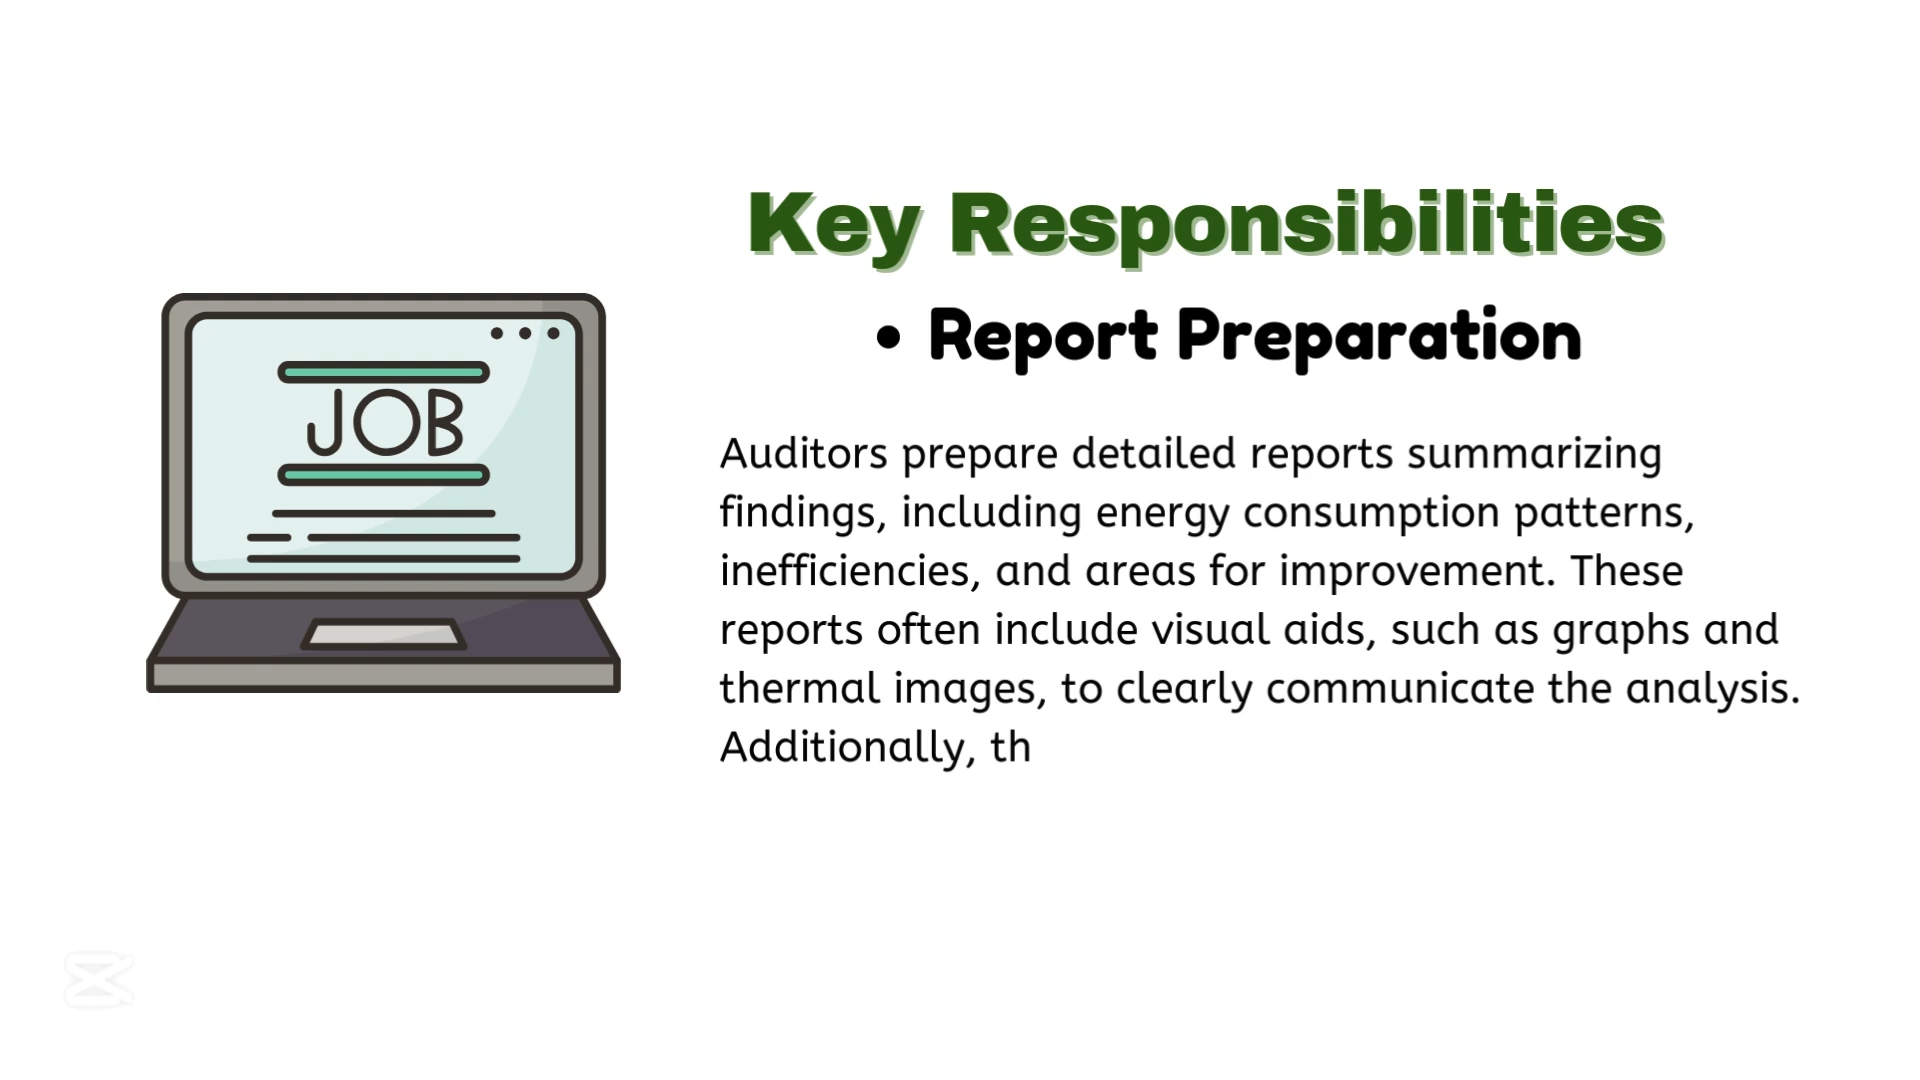 Key Responsibilities
• Report Preparation
JOB
Auditors prepare detailed reports summarizing
findings, including energy consumption patterns,
inefficiencies, and areas for improvement. These
reports often include visual aids, such as graphs and
thermal images, to clearly communicate the analysis.
Additionally, th